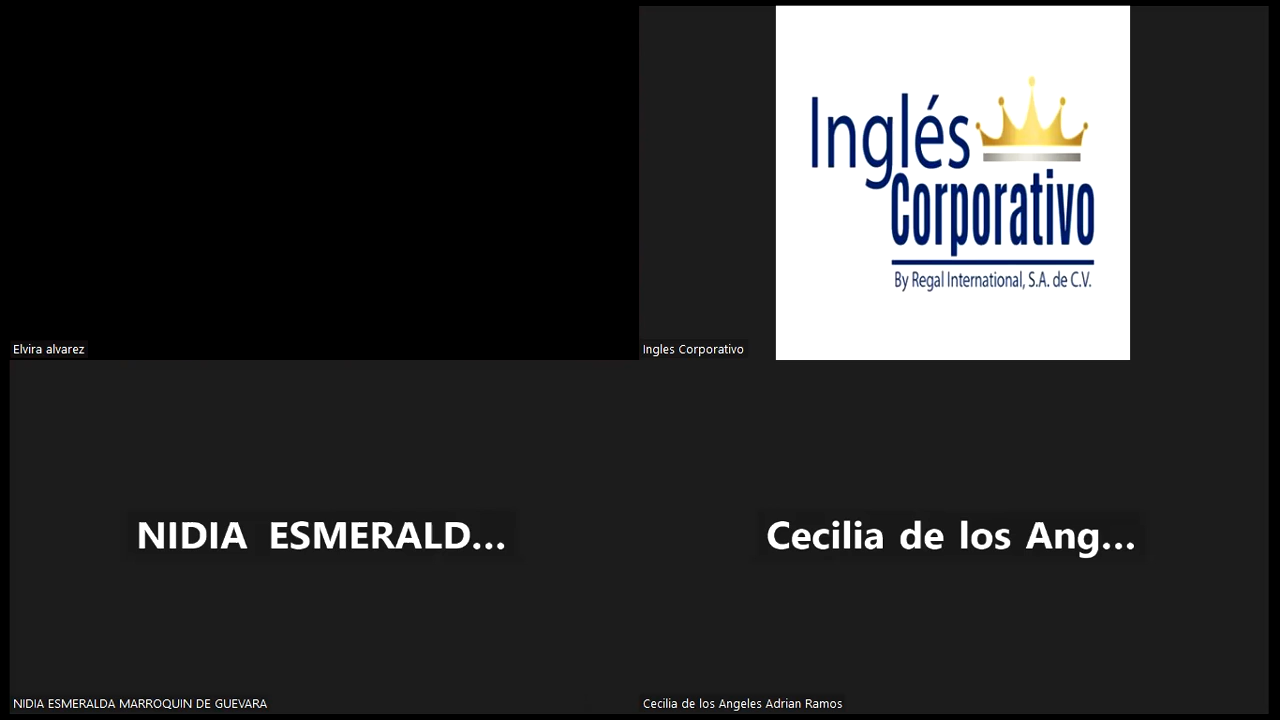 Inglés
Corporativo
By Regal International, S.A. de C.V.
Elvira alvarez
Ingles Corporativo
NIDIA ESMERALD...
Cecilia de los Ang...
NIDIA ESMERALDA MARROQUIN DE GUEVARA
Cecilia de los Angeles Adrian Ramos